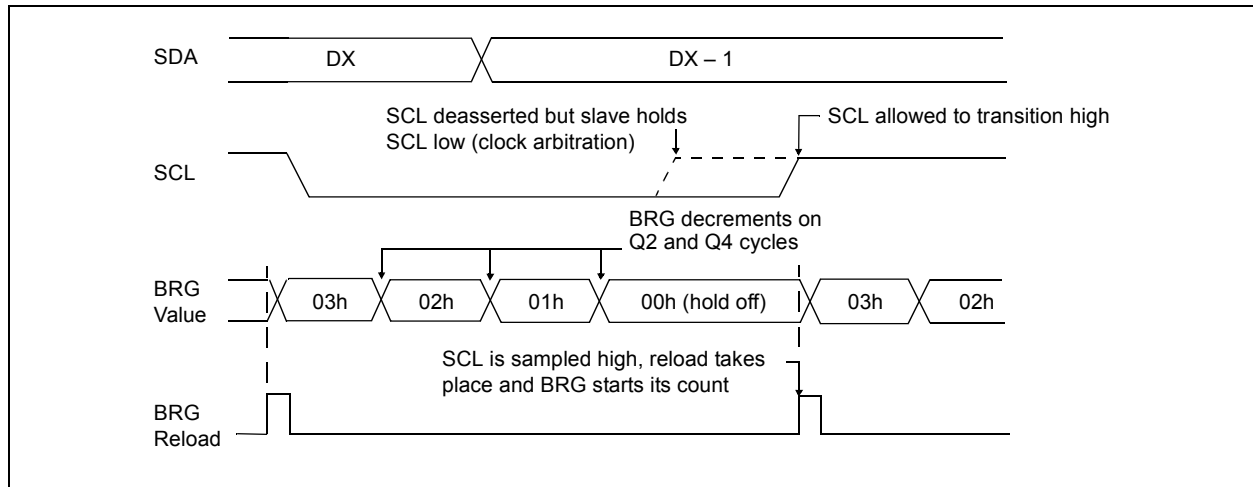 SDA
DX
DX – 1
SCL deasserted but slave holds
SCL low (clock arbitration)
SCL allowed to transition high
SCL
BRG decrements on
Q2 and Q4 cycles
BRG
Value
03h
02h
01h
00h (hold off)
03h
02h
SCL is sampled high, reload takes
place and BRG starts its count
BRG
Reload